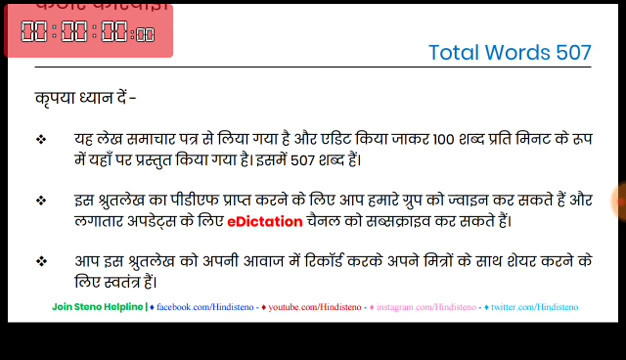 00:00:00:00
Total Words 507
कृपया ध्यान दें -
❖ यह लेख समाचार पत्र से लिया गया है और एडिट किया जाकर 100 शब्द प्रति मिनट के रूप
में यहाँ पर प्रस्तुत किया गया है। इसमें 507 शब्द हैं।
❖ इस श्रुतलेख का पीडीएफ प्राप्त करने के लिए आप हमारे ग्रुप को ज्वाइन कर सकते हैं और
लगातार अपडेट्स के लिए eDictation चैनल को सब्सक्राइव कर सकते हैं।
❖ आप इस श्रुतलेख को अपनी आवाज में रिकॉर्ड करके अपने मित्रों के साथ शेयर करने के
लिए स्वतंत्र हैं।
Join Steno Helpline | ♦ facebook.com/Hindisteno - ♦ youtube.com/Hindisteno - ♦ instagram.com/Hindisteno - ♦ twitter.com/Hindisteno